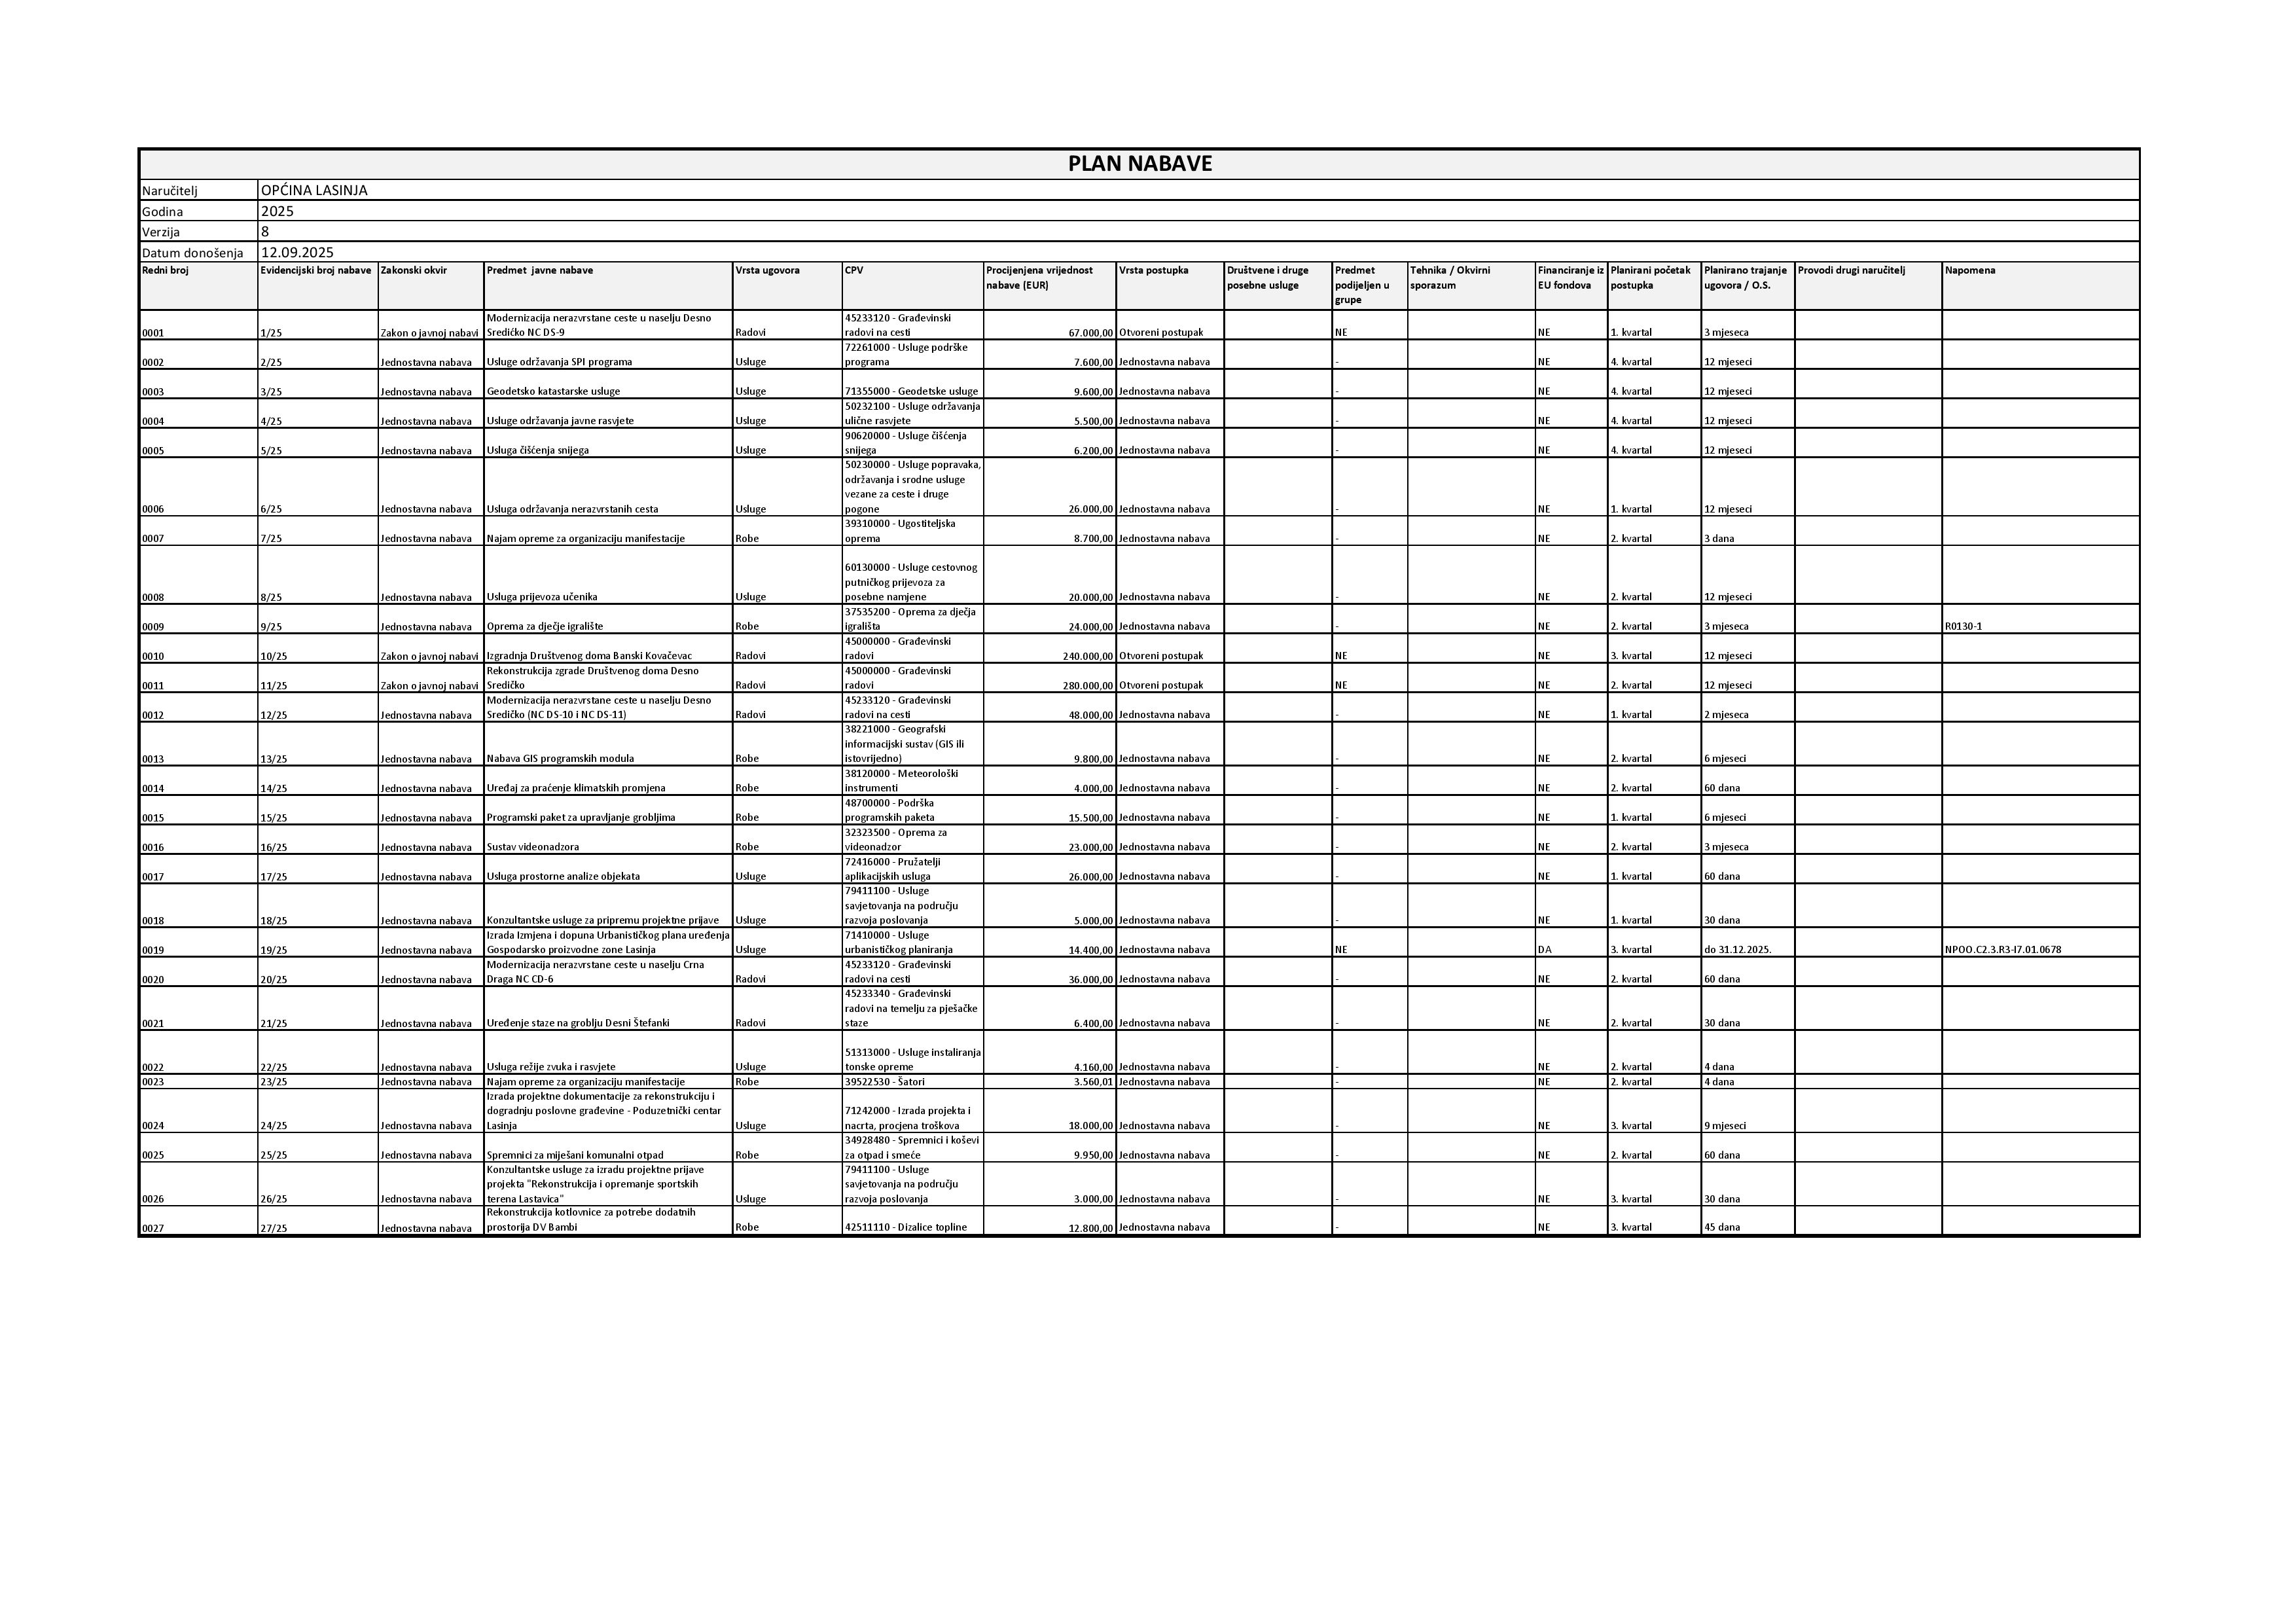 PLAN NABAVE
Naručitelj OPĆINA LASINJA
Godina 2025
Verzija 8
Datum donošenja 12.09.2025
Redni broj Evidencijski broj nabave Zakonski okvir Predmet javne nabave Vrsta ugovora CPV Procijenjena vrijednost nabave (EUR) Vrsta postupka Društvene i druge posebne usluge Predmet podijeljen u grupe Tehnika / Okvirni sporazum Financiranje iz EU fondova Planirani početak postupka Planirano trajanje ugovora / O.S. Provodi drugi naručitelj Napomena
0001 1/25 Zakon o javnoj nabavi Modernizacija nerazvrstane ceste u naselju Desno Sredičko NC DS-9 Radovi 45233120 - Građevinski radovi na cesti 67.000,00 Otvoreni postupak NE NE 1. kvartal 3 mjeseca
0002 2/25 Jednostavna nabava Usluge održavanja SPI programa Usluge 72261000 - Usluge podrške programa 7.600,00 Jednostavna nabava - NE 4. kvartal 12 mjeseci
0003 3/25 Jednostavna nabava Geodetsko katastarske usluge Usluge 71355000 - Geodetske usluge 9.600,00 Jednostavna nabava - NE 4. kvartal 12 mjeseci
0004 4/25 Jednostavna nabava Usluge održavanja javne rasvjete Usluge 50232100 - Usluge održavanja ulične rasvjete 5.500,00 Jednostavna nabava - NE 4. kvartal 12 mjeseci
0005 5/25 Jednostavna nabava Usluga čišćenja snijega Usluge 90620000 - Usluge čišćenja snijega 6.200,00 Jednostavna nabava - NE 4. kvartal 12 mjeseci
0006 6/25 Jednostavna nabava Usluga održavanja nerazvrstanih cesta Usluge 50230000 - Usluge popravaka, održavanja i srodne usluge vezane za ceste i druge pogone 26.000,00 Jednostavna nabava - NE 1. kvartal 12 mjeseci
0007 7/25 Jednostavna nabava Najam opreme za organizaciju manifestacije Robe 39310000 - Ugostiteljska oprema 8.700,00 Jednostavna nabava - NE 2. kvartal 3 dana
0008 8/25 Jednostavna nabava Usluga prijevoza učenika Usluge 60130000 - Usluge cestovnog putničkog prijevoza za posebne namjene 20.000,00 Jednostavna nabava - NE 2. kvartal 12 mjeseci
0009 9/25 Jednostavna nabava Oprema za dječje igralište Robe 37535200 - Oprema za dječja igrališta 24.000,00 Jednostavna nabava - NE 2. kvartal 3 mjeseca R0130-1
0010 10/25 Zakon o javnoj nabavi Izgradnja Društvenog doma Banski Kovačevac Radovi 45000000 - Građevinski radovi 240.000,00 Otvoreni postupak NE NE 3. kvartal 12 mjeseci
0011 11/25 Zakon o javnoj nabavi Rekonstrukcija zgrade Društvenog doma Desno Sredičko Radovi 45000000 - Građevinski radovi 280.000,00 Otvoreni postupak NE NE 2. kvartal 12 mjeseci
0012 12/25 Jednostavna nabava Modernizacija nerazvrstane ceste u naselju Desno Sredičko (NC DS-10 i NC DS-11) Radovi 45233120 - Građevinski radovi na cesti 48.000,00 Jednostavna nabava - NE 1. kvartal 2 mjeseca
0013 13/25 Jednostavna nabava Nabava GIS programskih modula Robe 38221000 - Geografski informacijski sustav (GIS ili istovrijedno) 9.800,00 Jednostavna nabava - NE 2. kvartal 6 mjeseci
0014 14/25 Jednostavna nabava Uređaj za praćenje klimatskih promjena Robe 38120000 - Meteorološki instrumenti 4.000,00 Jednostavna nabava - NE 2. kvartal 60 dana
0015 15/25 Jednostavna nabava Programski paket za upravljanje grobljima Robe 48700000 - Podrška programskih paketa 15.500,00 Jednostavna nabava - NE 1. kvartal 6 mjeseci
0016 16/25 Jednostavna nabava Sustav videonadzora Robe 32323500 - Oprema za videonadzor 23.000,00 Jednostavna nabava - NE 2. kvartal 3 mjeseca
0017 17/25 Jednostavna nabava Usluga prostorne analize objekata Usluge 72416000 - Pružatelji aplikacijskih usluga 26.000,00 Jednostavna nabava - NE 1. kvartal 60 dana
0018 18/25 Jednostavna nabava Konzultantske usluge za pripremu projektne prijave Usluge 79411100 - Usluge savjetovanja na području razvoja poslovanja 5.000,00 Jednostavna nabava - NE 1. kvartal 30 dana
0019 19/25 Jednostavna nabava Izrada Izmjena i dopuna Urbanističkog plana uređenja Gospodarsko proizvodne zone Lasinja Usluge 71410000 - Usluge urbanističkog planiranja 14.400,00 Jednostavna nabava NE DA 3. kvartal do 31.12.2025. NPOO.C2.3.R3-I7.01.0678
0020 20/25 Jednostavna nabava Modernizacija nerazvrstane ceste u naselju Crna Draga NC CD-6 Radovi 45233120 - Građevinski radovi na cesti 36.000,00 Jednostavna nabava - NE 2. kvartal 60 dana
0021 21/25 Jednostavna nabava Uređenje staze na groblju Desni Štefanki Radovi 45233340 - Građevinski radovi na temelju za pješačke staze 6.400,00 Jednostavna nabava - NE 2. kvartal 30 dana
0022 22/25 Jednostavna nabava Usluga režije zvuka i rasvjete Usluge 51313000 - Usluge instaliranja tonske opreme 4.160,00 Jednostavna nabava - NE 2. kvartal 4 dana
0023 23/25 Jednostavna nabava Najam opreme za organizaciju manifestacije Robe 39522530 - Šatori 3.560,01 Jednostavna nabava - NE 2. kvartal 4 dana
0024 24/25 Jednostavna nabava Izrada projektne dokumentacije za rekonstrukciju i dogradnju poslovne građevine - Poduzetnički centar Lasinja Usluge 71242000 - Izrada projekta i nacrta, procjena troškova 18.000,00 Jednostavna nabava - NE 3. kvartal 9 mjeseci
0025 25/25 Jednostavna nabava Spremnici za miješani komunalni otpad Robe 34928480 - Spremnici i koševi za otpad i smeće 9.950,00 Jednostavna nabava - NE 2. kvartal 60 dana
0026 26/25 Jednostavna nabava Konzultantske usluge za izradu projektne prijave projekta "Rekonstrukcija i opremanje sportskih terena Lastavica" Usluge 79411100 - Usluge savjetovanja na području razvoja poslovanja 3.000,00 Jednostavna nabava - NE 3. kvartal 30 dana
0027 27/25 Jednostavna nabava Rekonstrukcija kotlovnice za potrebe dodatnih prostorija DV Bambi Robe 42511110 - Dizalice topline 12.800,00 Jednostavna nabava - NE 3. kvartal 45 dana